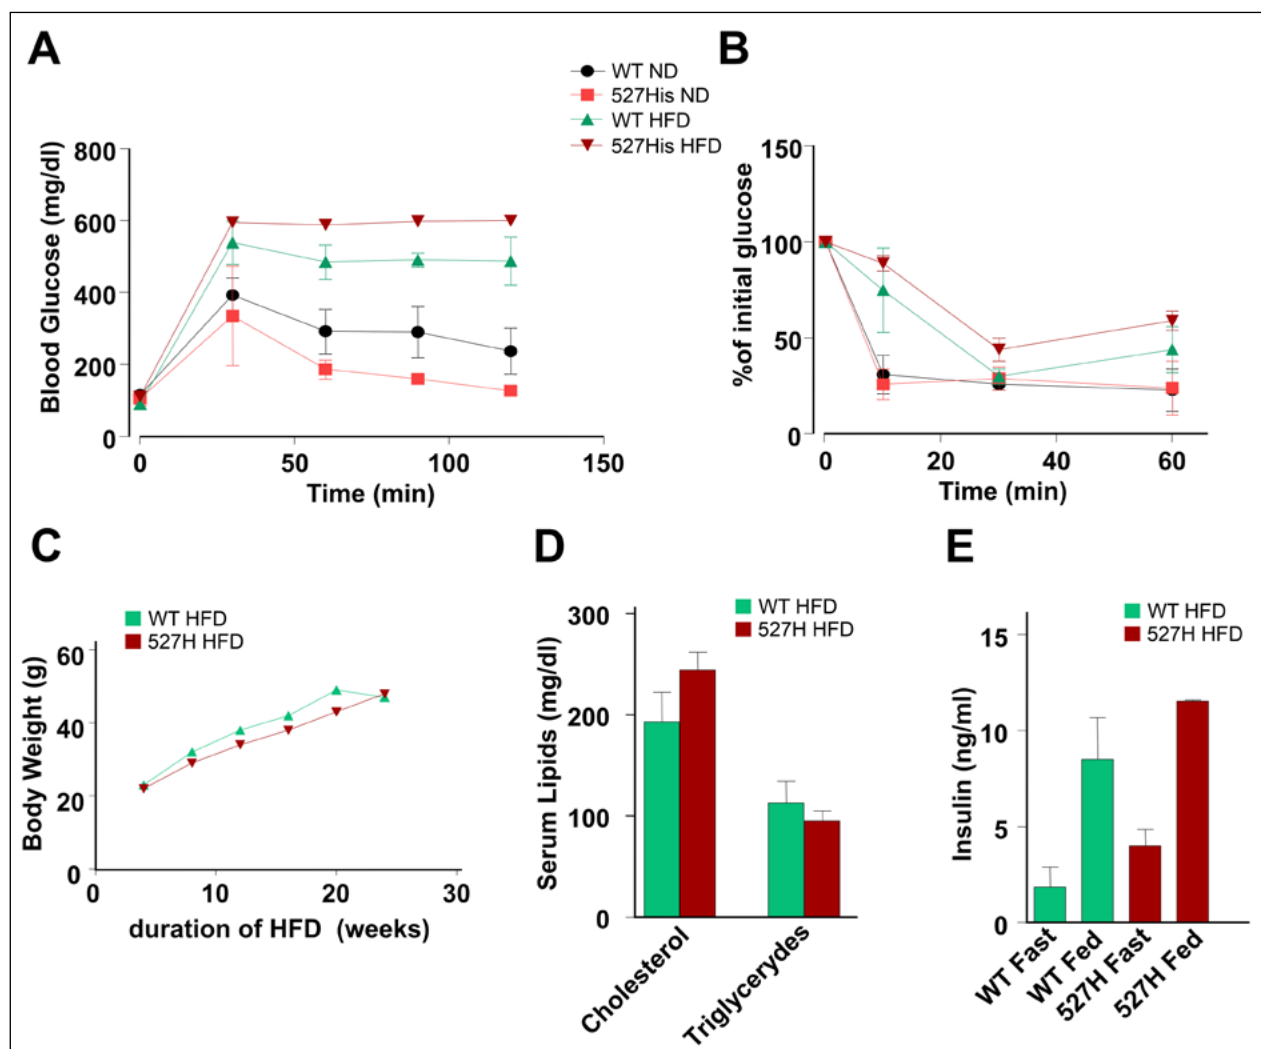 A
B
WT ND
527His ND
WT HFD
527His HFD
Blood Glucose (mg/dl)
800
600
400
200
0
0
50
100
150
Time (min)
%of initial glucose
150
100
50
0
0
20
40
60
Time (min)
C
D
E
WT HFD
527H HFD
Body Weight (g)
60
40
20
0
0
10
20
30
duration of HFD (weeks)
WT HFD
527H HFD
Serum Lipids (mg/dl)
300
200
100
0
Cholesterol
Triglycerydes
WT HFD
527H HFD
Insulin (ng/ml)
15
10
5
0
WT Fast
WT Fed
527H Fast
527H Fed